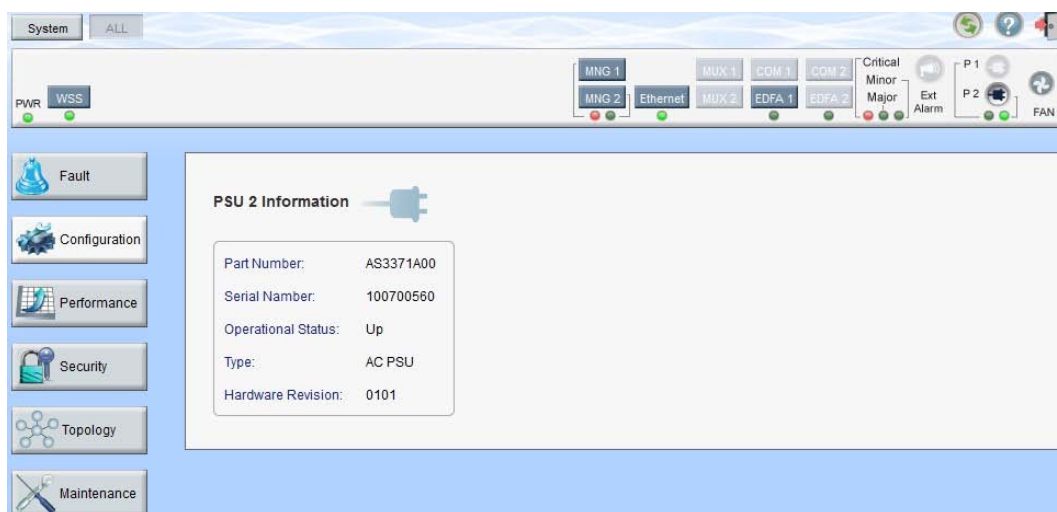 System ALL
MNG 1 MUX 1 COM 1 COM 2 Critical P 1
Minor
PWR WSS MNG 2 Ethernet MUX 2 EDFA 1 EDFA 2 Major Ext P 2
Alarm FAN
Fault
PSU 2 Information
Configuration
Part Number: AS3371A00
Serial Namber: 100700560
Performance
Operational Status: Up
Type: AC PSU
Security
Hardware Revision: 0101
Topology
Maintenance